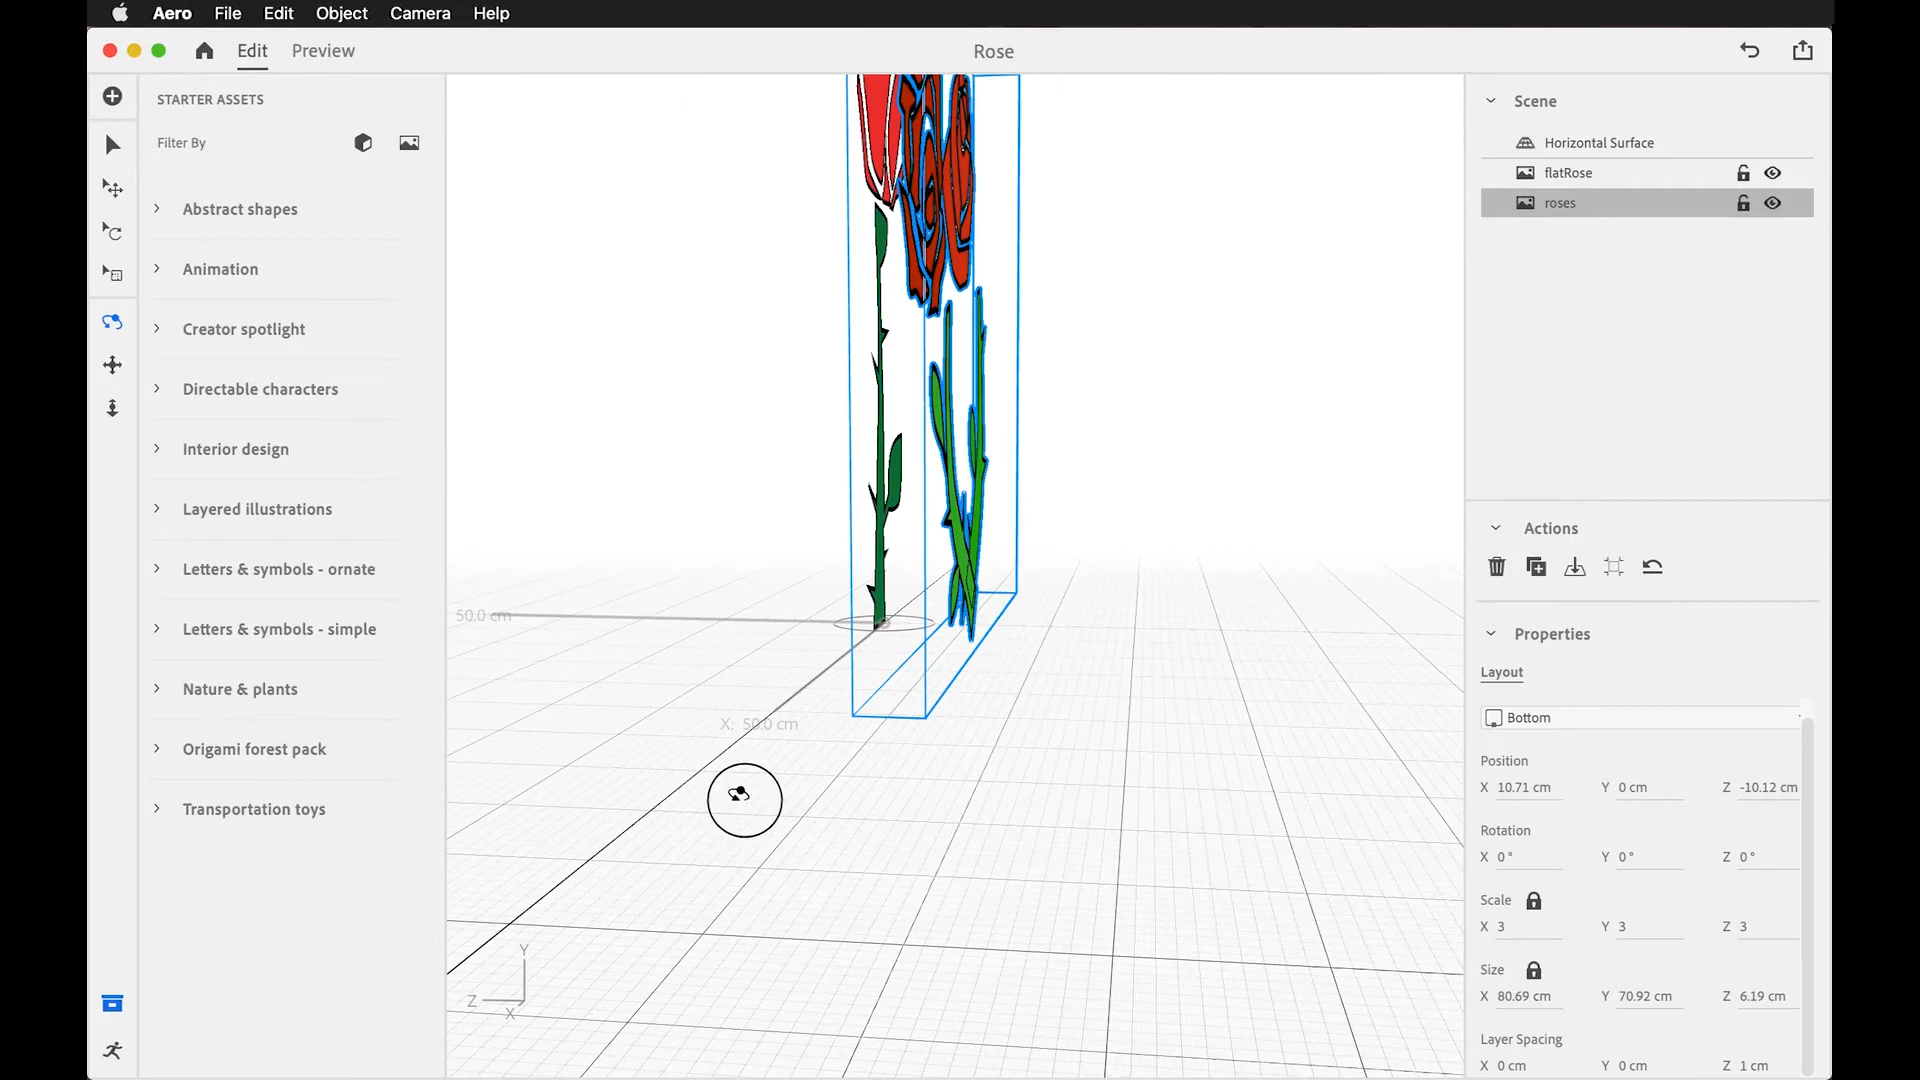 Aero File Edit Object Camera Help
Edit Preview Rose
STARTER ASSETS
Filter By
Abstract shapes
Animation
Creator spotlight
Directable characters
Interior design
Layered illustrations
Letters & symbols - ornate
Letters & symbols - simple
Nature & plants
Origami forest pack
Transportation toys
50.0 cm
X: 50.0 cm
Y
Z
X
Scene
Horizontal Surface
flatRose
roses
Actions
Properties
Layout
Bottom
Position
X 10.71 cm Y 0 cm Z -10.12 cm
Rotation
X 0° Y 0° Z 0°
Scale
X 3 Y 3 Z 3
Size
X 80.69 cm Y 70.92 cm Z 6.19 cm
Layer Spacing
X 0 cm Y 0 cm Z 1 cm